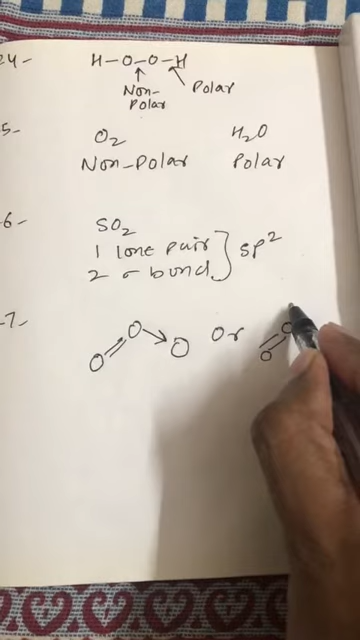 24- H-O-O-H
Non-Polar Polar
5- O2 H2O
Non-Polar Polar
6- SO2
1 lone pair
2 σ bond } sp2
7- O=O→O Or O=O